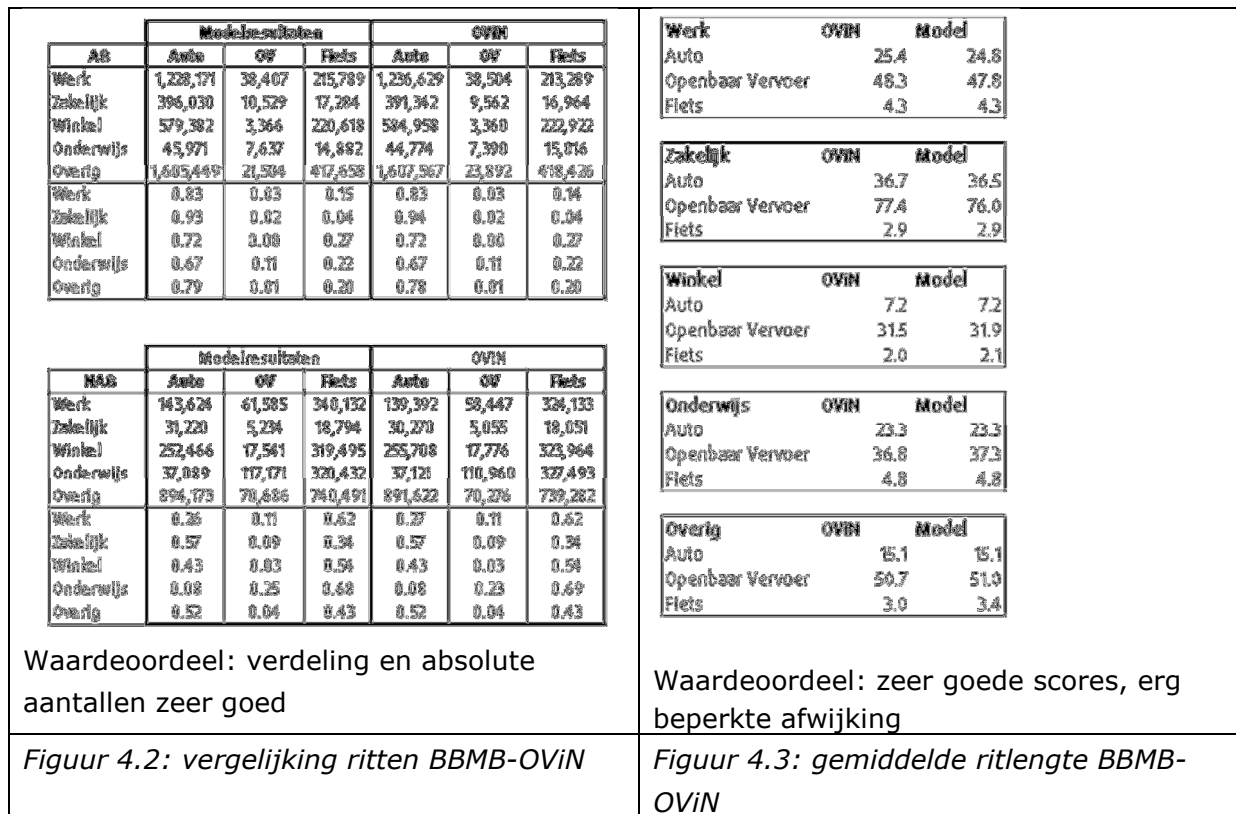 Modelresultaten OViN
AB Auto OV Fiets Auto OV Fiets
Werk 1,228,171 38,407 215,789 1,236,629 38,504 213,289
Zakelijk 396,030 10,529 17,284 391,342 9,562 16,964
Winkel 579,382 3,366 220,618 584,958 3,360 222,922
Onderwijs 45,971 7,637 14,882 44,774 7,390 15,016
Overig 1,605,449 21,504 417,658 1,607,567 23,892 418,426
Werk 0.83 0.03 0.15 0.83 0.03 0.14
Zakelijk 0.93 0.02 0.04 0.94 0.02 0.04
Winkel 0.72 0.00 0.27 0.72 0.00 0.27
Onderwijs 0.67 0.11 0.22 0.67 0.11 0.22
Overig 0.79 0.01 0.20 0.78 0.01 0.20
Modelresultaten OViN
NAB Auto OV Fiets Auto OV Fiets
Werk 143,624 61,585 340,132 139,392 58,447 324,133
Zakelijk 31,220 5,234 18,794 30,270 5,055 18,051
Winkel 252,466 17,541 319,495 255,708 17,776 323,964
Onderwijs 37,089 117,171 320,432 37,121 110,960 327,493
Overig 894,173 70,686 740,491 891,622 70,276 739,282
Werk 0.26 0.11 0.62 0.27 0.11 0.62
Zakelijk 0.57 0.09 0.34 0.57 0.09 0.34
Winkel 0.43 0.03 0.54 0.43 0.03 0.54
Onderwijs 0.08 0.25 0.68 0.08 0.23 0.69
Overig 0.52 0.04 0.43 0.52 0.04 0.43
Waardeoordeel: verdeling en absolute
aantallen zeer goed
Figuur 4.2: vergelijking ritten BBMB-OViN
Werk OViN Model
Auto 25.4 24.8
Openbaar Vervoer 48.3 47.8
Fiets 4.3 4.3
Zakelijk OViN Model
Auto 36.7 36.5
Openbaar Vervoer 77.4 76.0
Fiets 2.9 2.9
Winkel OViN Model
Auto 7.2 7.2
Openbaar Vervoer 31.5 31.9
Fiets 2.0 2.1
Onderwijs OViN Model
Auto 23.3 23.3
Openbaar Vervoer 36.8 37.3
Fiets 4.8 4.8
Overig OViN Model
Auto 15.1 15.1
Openbaar Vervoer 50.7 51.0
Fiets 3.0 3.4
Waardeoordeel: zeer goede scores, erg
beperkte afwijking
Figuur 4.3: gemiddelde ritlengte BBMB-
OViN